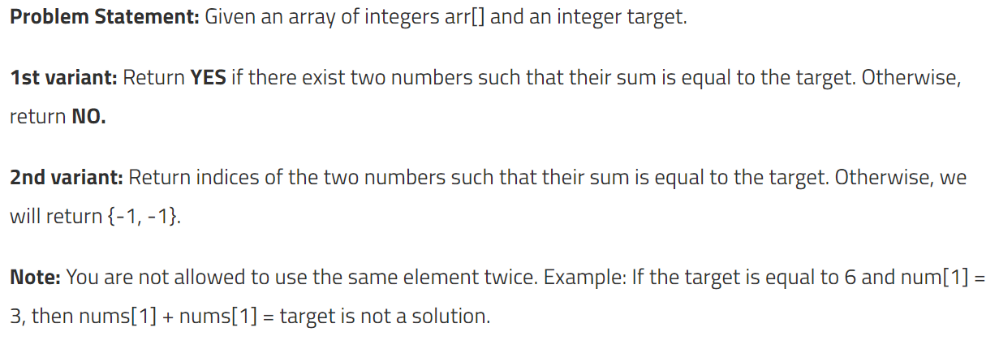 Problem Statement: Given an array of integers arr[] and an integer target.
1st variant: Return YES if there exist two numbers such that their sum is equal to the target. Otherwise,
return NO.
2nd variant: Return indices of the two numbers such that their sum is equal to the target. Otherwise, we
will return {-1, -1}.
Note: You are not allowed to use the same element twice. Example: If the target is equal to 6 and num[1] =
3, then nums[1] + nums[1] = target is not a solution.